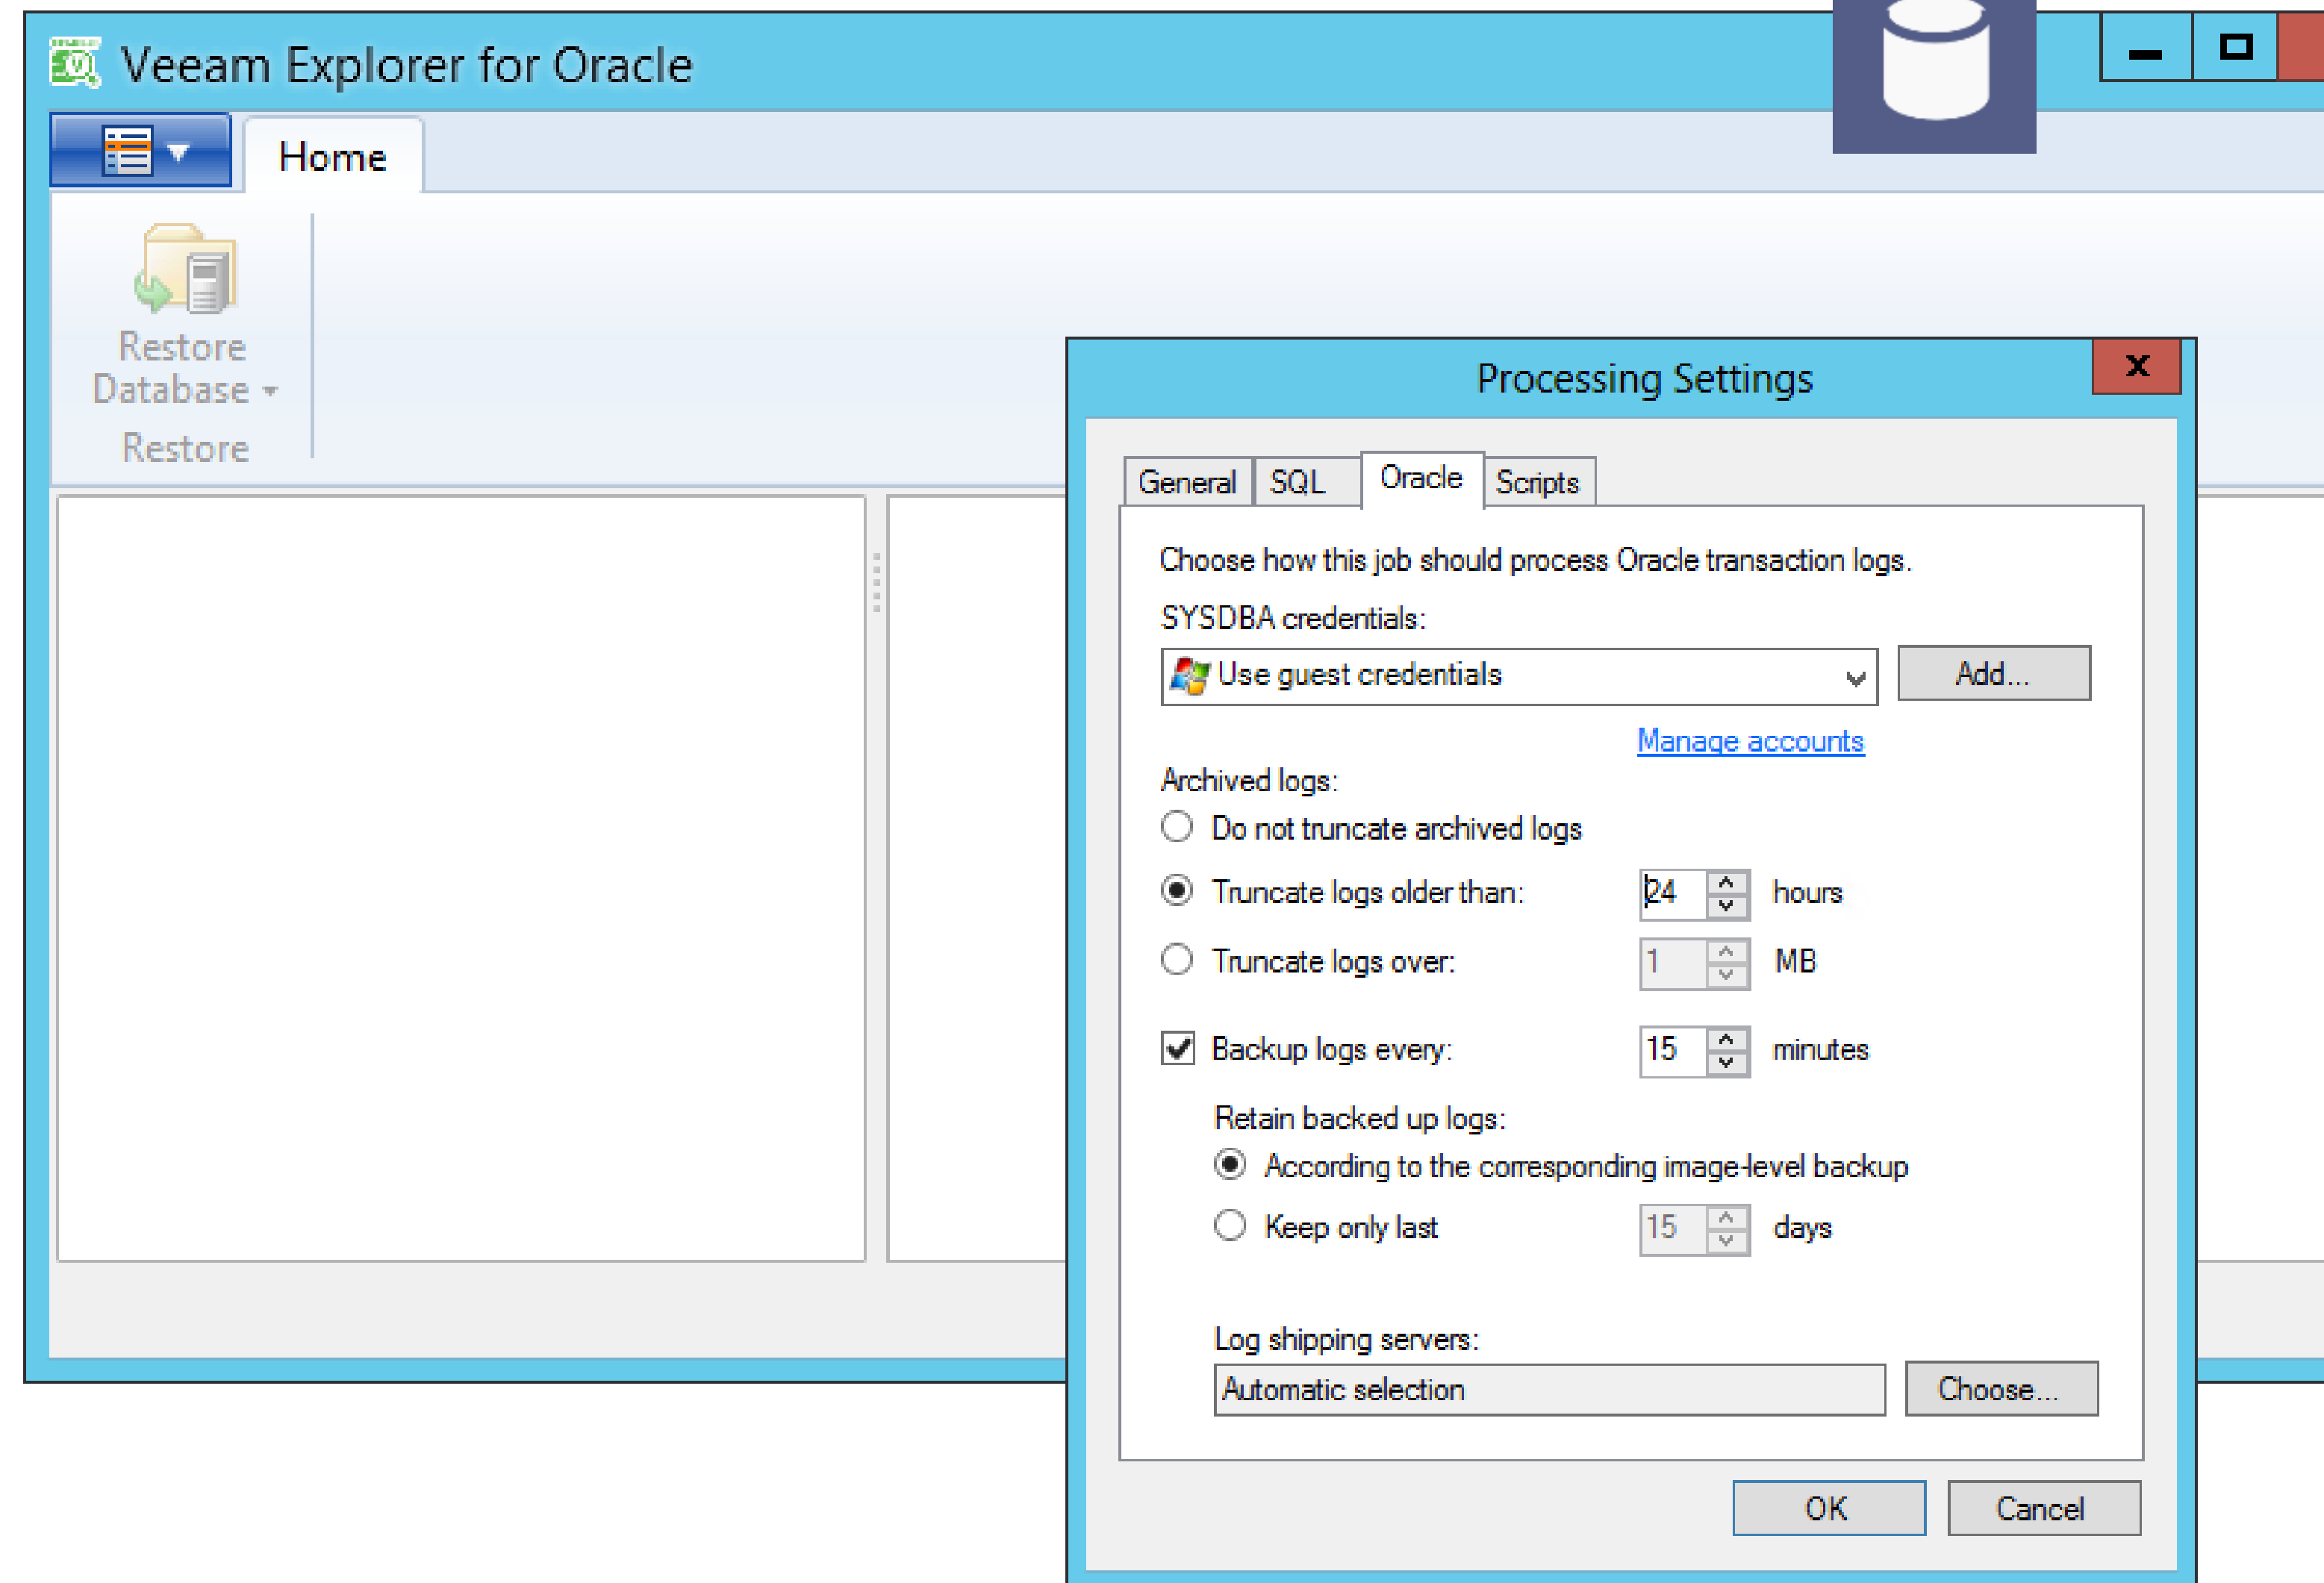 Veeam Explorer for Oracle
Home
Restore
Database
Restore
Processing Settings
x
General SQL Oracle Scripts
Choose how this job should process Oracle transaction logs.
SYSDBA credentials:
Use guest credentials
Add...
Manage accounts
Archived logs:
Do not truncate archived logs
Truncate logs older than: 24 hours
Truncate logs over: 1 MB
Backup logs every: 15 minutes
Retain backed up logs:
According to the corresponding image-level backup
Keep only last 15 days
Log shipping servers:
Automatic selection
Choose...
OK Cancel